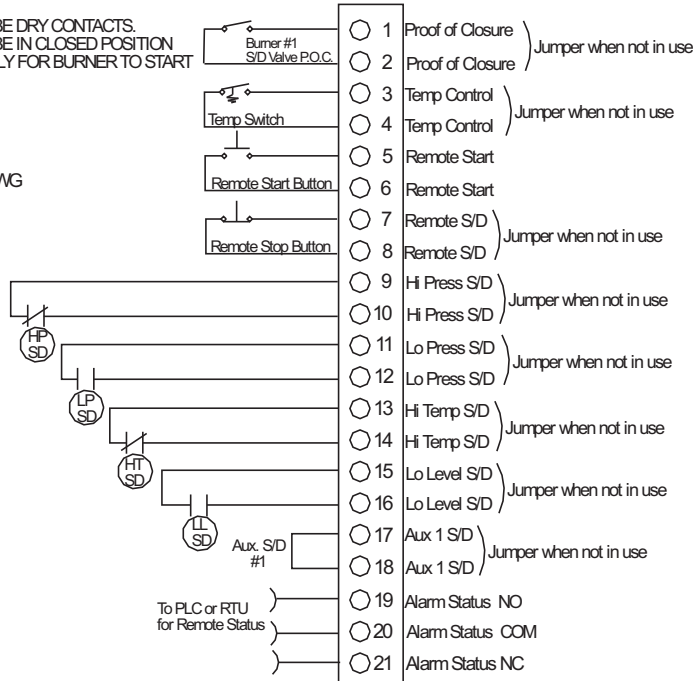 BE DRY CONTACTS.
BE IN CLOSED POSITION
LY FOR BURNER TO START
WG
Burner #1
S/D Valve P.O.C.
1 Proof of Closure
2 Proof of Closure
Jumper when not in use
Temp Switch
3 Temp Control
4 Temp Control
Jumper when not in use
Remote Start Button
5 Remote Start
6 Remote Start
Remote Stop Button
7 Remote S/D
8 Remote S/D
Jumper when not in use
HP
SD
9 Hi Press S/D
10 Hi Press S/D
Jumper when not in use
LP
SD
11 Lo Press S/D
12 Lo Press S/D
Jumper when not in use
HT
SD
13 Hi Temp S/D
14 Hi Temp S/D
Jumper when not in use
LL
SD
15 Lo Level S/D
16 Lo Level S/D
Jumper when not in use
Aux. S/D
#1
17 Aux 1 S/D
18 Aux 1 S/D
Jumper when not in use
To PLC or RTU
for Remote Status
19 Alarm Status NO
20 Alarm Status COM
21 Alarm Status NC